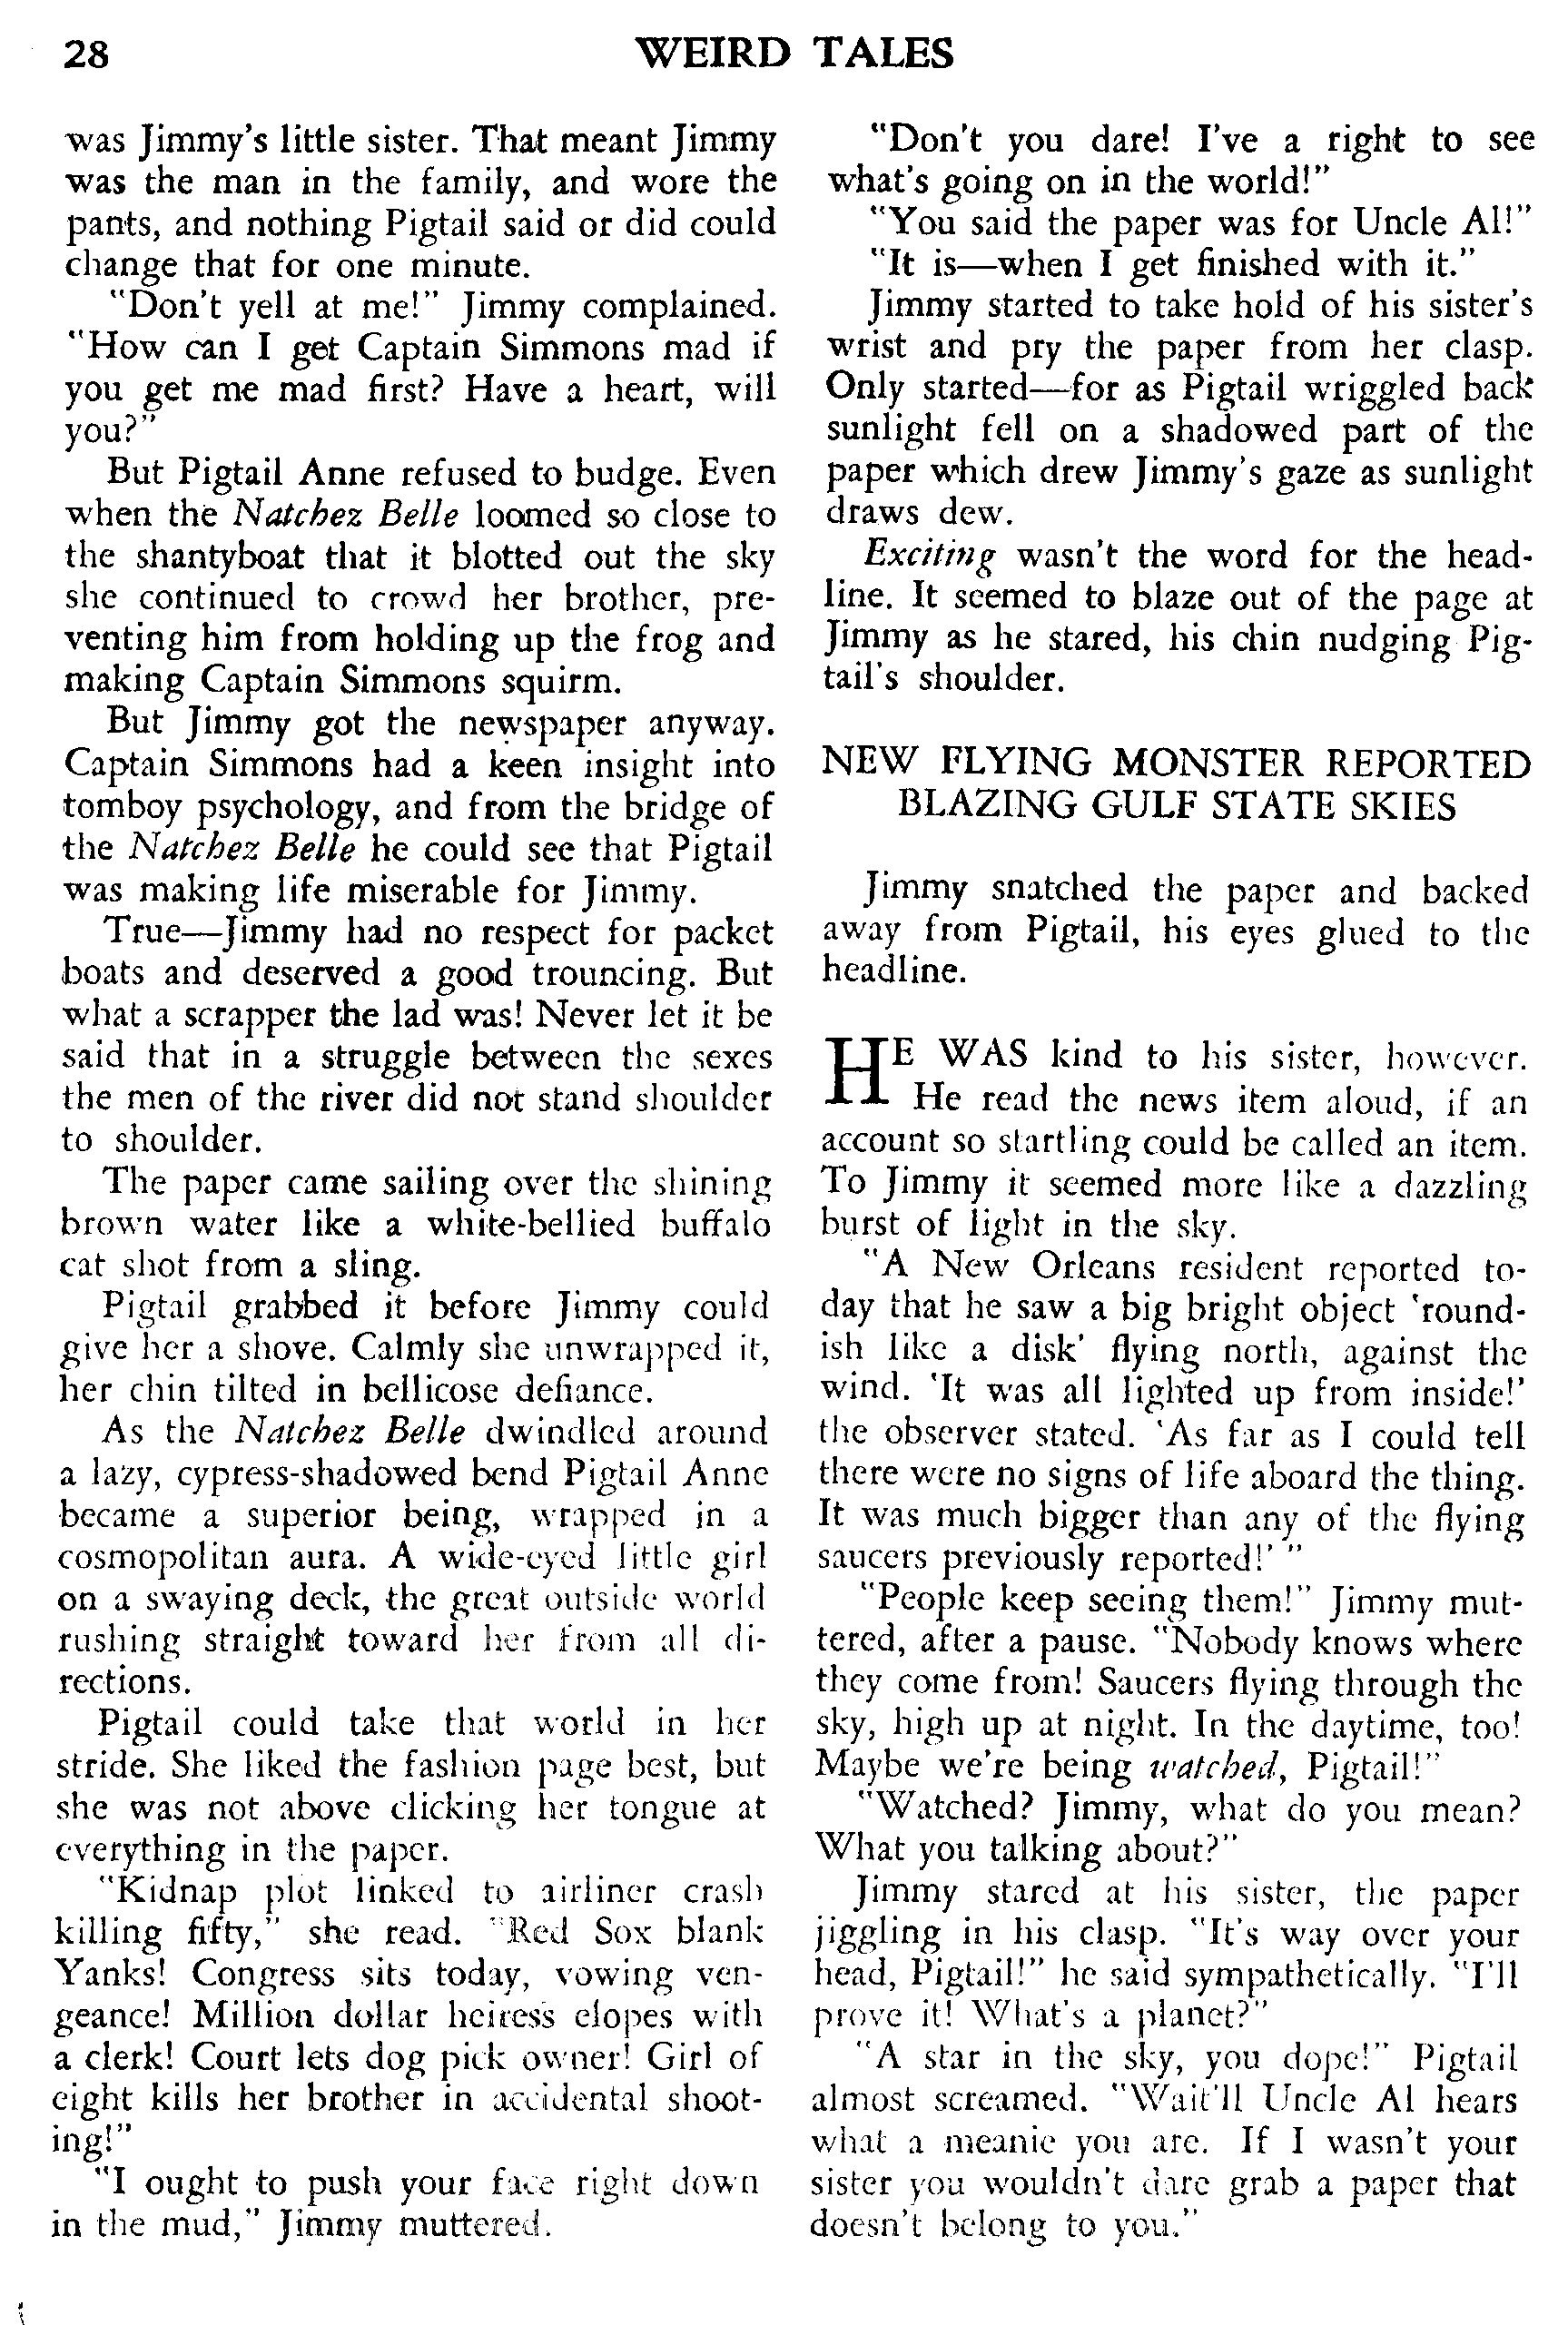 28
WEIRD TALES
was Jimmy's little sister. That meant Jimmy
was the man in the family, and wore the
pants, and nothing Pigtail said or did could
change that for one minute.
"Don't yell at me!" Jimmy complained.
"How can I get Captain Simmons mad if
you get me mad first? Have a heart, will
you?"
But Pigtail Anne refused to budge. Even
when the Natchez Belle loomed so close to
the shantyboat that it blotted out the sky
she continued to crowd her brother, pre-
venting him from holding up the frog and
making Captain Simmons squirm.
But Jimmy got the newspaper anyway.
Captain Simmons had a keen insight into
tomboy psychology, and from the bridge of
the Natchez Belle he could see that Pigtail
was making life miserable for Jimmy.
True—Jimmy had no respect for packet
boats and deserved a good trouncing. But
what a scrapper the lad was! Never let it be
said that in a struggle between the sexes
the men of the river did not stand shoulder
to shoulder.
The paper came sailing over the shining
brown water like a white-bellied buffalo
cat shot from a sling.
Pigtail grabbed it before Jimmy could
give her a shove. Calmly she unwrapped it,
her chin tilted in bellicose defiance.
As the Natchez Belle dwindled around
a lazy, cypress-shadowed bend Pigtail Anne
became a superior being, wrapped in a
cosmopolitan aura. A wide-eyed little girl
on a swaying deck, the great outside world
rushing straight toward her from all di-
rections.
Pigtail could take that world in her
stride. She liked the fashion page best, but
she was not above clicking her tongue at
everything in the paper.
"Kidnap plot linked to airliner crash
killing fifty," she read. "Red Sox blank
Yanks! Congress sits today, vowing ven-
geance! Million dollar heiress elopes with
a clerk! Court lets dog pick owner! Girl of
eight kills her brother in accidental shoot-
ing!"
"I ought to push your face right down
in the mud," Jimmy muttered.
"Don't you dare! I've a right to see
what's going on in the world!"
"You said the paper was for Uncle Al!"
"It is—when I get finished with it."
Jimmy started to take hold of his sister's
wrist and pry the paper from her clasp.
Only started—for as Pigtail wriggled back
sunlight fell on a shadowed part of the
paper which drew Jimmy's gaze as sunlight
draws dew.
Exciting wasn't the word for the head-
line. It seemed to blaze out of the page at
Jimmy as he stared, his chin nudging Pig-
tail's shoulder.
NEW FLYING MONSTER REPORTED
BLAZING GULF STATE SKIES
Jimmy snatched the paper and backed
away from Pigtail, his eyes glued to the
headline.
HE WAS kind to his sister, however.
He read the news item aloud, if an
account so startling could be called an item.
To Jimmy it seemed more like a dazzling
burst of light in the sky.
"A New Orleans resident reported to-
day that he saw a big bright object 'round-
ish like a disk' flying north, against the
wind. 'It was all lighted up from inside!'
the observer stated. 'As far as I could tell
there were no signs of life aboard the thing.
It was much bigger than any of the flying
saucers previously reported!' "
"People keep seeing them!" Jimmy mut-
tered, after a pause. "Nobody knows where
they come from! Saucers flying through the
sky, high up at night. In the daytime, too!
Maybe we're being watched, Pigtail!"
"Watched? Jimmy, what do you mean?
What you talking about?"
Jimmy stared at his sister, the paper
jiggling in his clasp. "It's way over your
head, Pigtail!" he said sympathetically. "I'll
prove it! What's a planet?"
"A star in the sky, you dope!" Pigtail
almost screamed. "Wait'll Uncle Al hears
what a meanie you are. If I wasn't your
sister you wouldn't dare grab a paper that
doesn't belong to you."